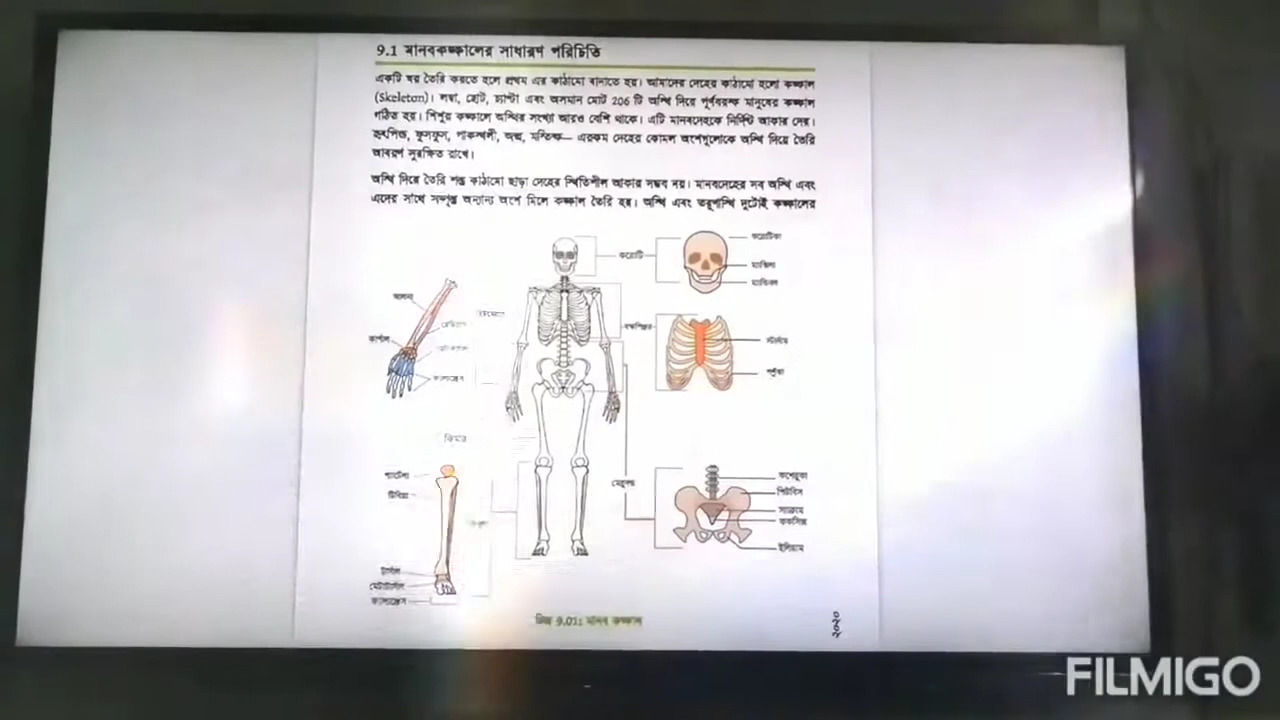 9.1 মানবকঙ্কালের সাধারণ পরিচিতি
একটি ঘর তৈরি করতে হলে প্রথম এর কাঠামো বানাতে হয়। আমাদের দেহের কাঠামো হলো কঙ্কাল
(Skeleton)। লম্বা, ছোট, চ্যাপ্টা এবং অসমান মোট 206 টি অস্থি দিয়ে পূর্ণবয়স্ক মানুষের কঙ্কাল
গঠিত হয়। শিশুর কঙ্কালে অস্থির সংখ্যা আরও বেশি থাকে। এটি মানবদেহকে নির্দিষ্ট আকার দেয়।
হৃৎপিণ্ড, ফুসফুস, পাকস্থলী, অন্ত্র, মস্তিষ্ক— এরকম দেহের কোমল অংশগুলোকে অস্থি দিয়ে তৈরি
আবরণ সুরক্ষিত রাখে।
অস্থি দিয়ে তৈরি শক্ত কাঠামো ছাড়া দেহের স্থিতিশীল আকার সম্ভব নয়। মানবদেহের সব অস্থি এবং
এদের সাথে সম্পৃক্ত অন্যান্য অংশ মিলে কঙ্কাল তৈরি হয়। অস্থি এবং তরুণাস্থি দুটোই কঙ্কালের
করোটিকা
করোটি
ম্যাক্সিলা
ম্যান্ডিবল
আলনা
রেডিয়াস
বক্ষপিঞ্জর
কার্পাল
স্টার্নাম
পর্শুকা
ফ্যালাঞ্জেস
ফিমার
প্যাটেলা
টিবিয়া
মেরুদণ্ড
কশেরুকা
পিউবিস
স্যাক্রাম
ককসিক্স
ইলিয়াম
টার্সাল
মেটাটার্সাল
ফ্যালাঞ্জেস
চিত্র 9.01: মানব কঙ্কাল
২০২০
FILMIGO